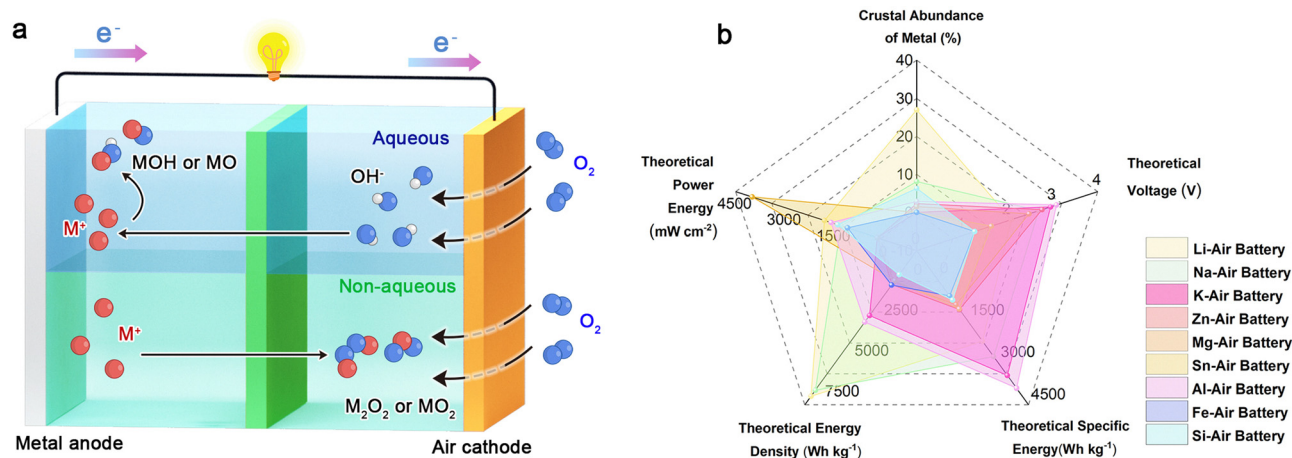 a
e⁻
e⁻
Aqueous
MOH or MO
OH⁻
O₂
M⁺
Non-aqueous
M⁺
O₂
M₂O₂ or MO₂
Metal anode
Air cathode
b
Crustal Abundance
of Metal (%)
40
30
20
10
0
Theoretical
Voltage (V)
4
3
2
Theoretical
Power
Energy
(mW cm⁻²)
4500
3000
1500
2500
5000
7500
1500
3000
4500
Theoretical Energy
Density (Wh kg⁻¹)
Theoretical Specific
Energy(Wh kg⁻¹)
Li-Air Battery
Na-Air Battery
K-Air Battery
Zn-Air Battery
Mg-Air Battery
Sn-Air Battery
Al-Air Battery
Fe-Air Battery
Si-Air Battery